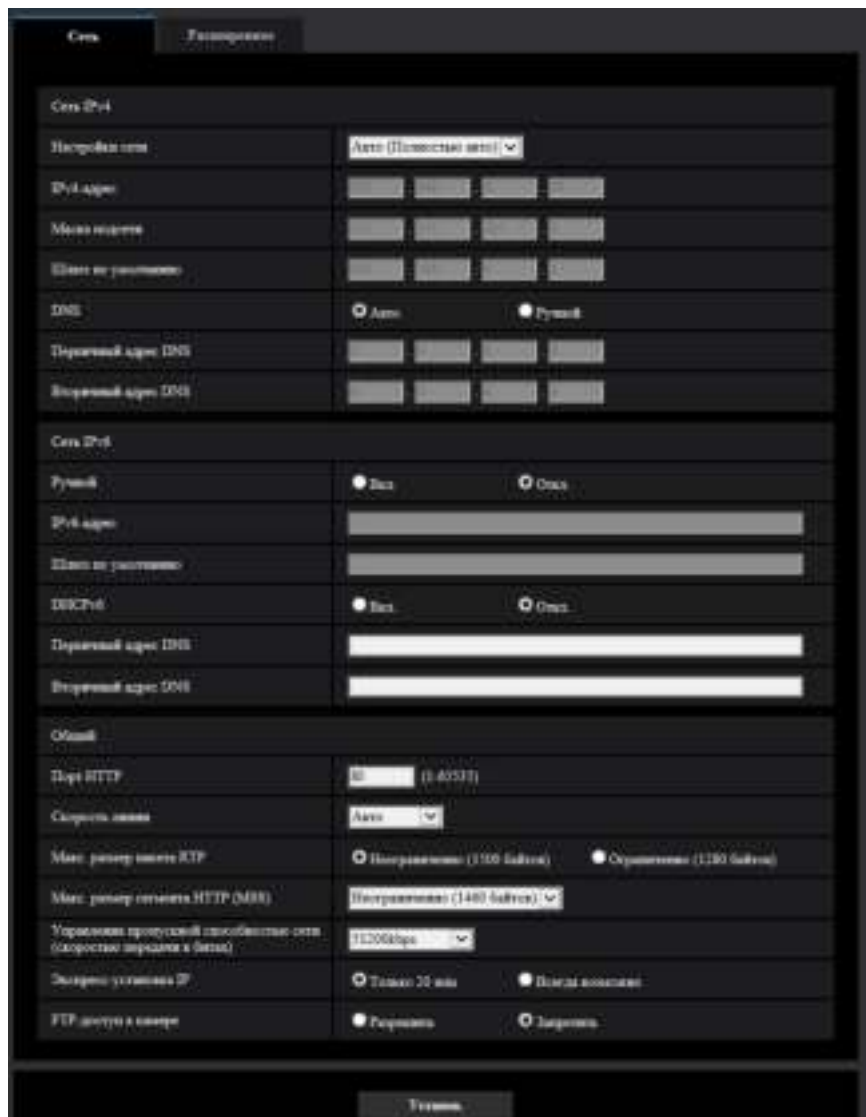 Сеть Расширенное
Сеть IPv4
Настройки сети Авто (Полностью авто)
IPv4 адрес
Маска подсети
Шлюз по умолчанию
DNS Авто Ручной
Первичный адрес DNS
Вторичный адрес DNS
Сеть IPv6
Ручной Вкл. Откл.
IPv6 адрес
Шлюз по умолчанию
DHCPv6 Вкл. Откл.
Первичный адрес DNS
Вторичный адрес DNS
Общий
Порт HTTP (1-65535)
Скорость линии Авто
Макс. размер пакета RTP Неограниченно (1500 байтов) Ограниченно (1280 байтов)
Макс. размер сегмента HTTP (MSS) Неограниченно (1460 байтов)
Управление пропускной способностью сети
(скоростью передачи в битах) 51200kbps
Экспресс-установка IP Только 20 мин Всегда
FTP доступ к камере Разрешить Запретить
Установ.